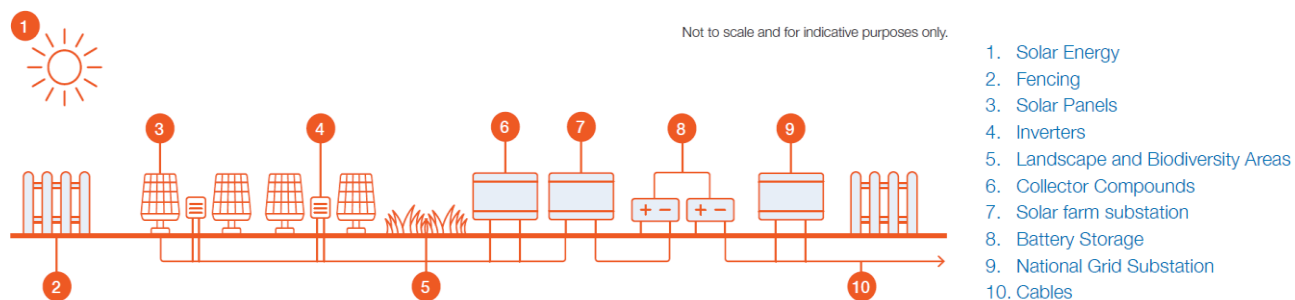 1
Not to scale and for indicative purposes only.
3
4
6
7
8
9
2
5
10
1. Solar Energy
2. Fencing
3. Solar Panels
4. Inverters
5. Landscape and Biodiversity Areas
6. Collector Compounds
7. Solar farm substation
8. Battery Storage
9. National Grid Substation
10. Cables